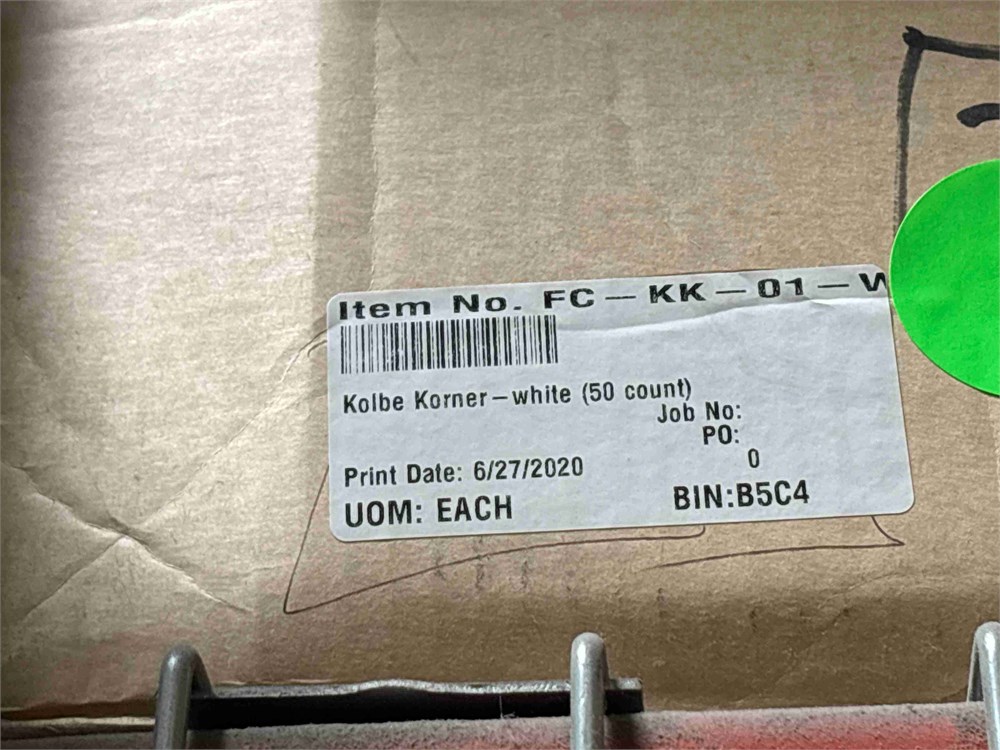 Item No. FC-KK-01-W
Kolbe Korner-white (50 count)
Job No:
PO:
0
Print Date: 6/27/2020
UOM: EACH
BIN:B5C4